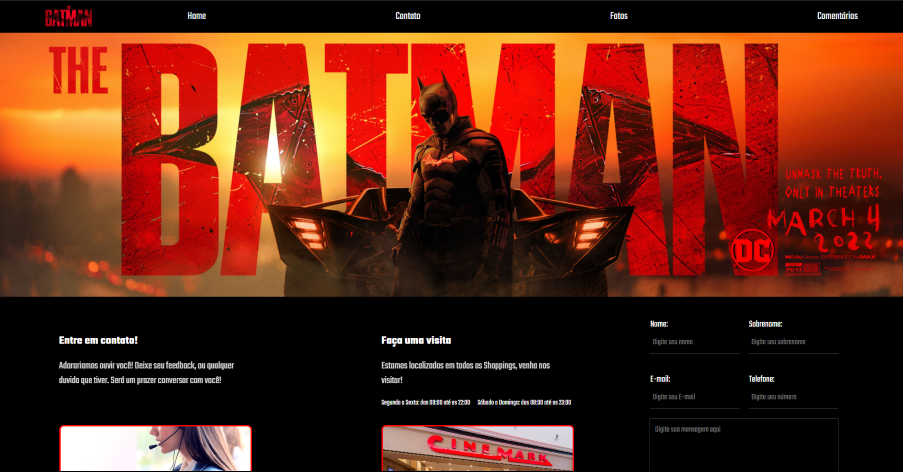 BATMAN
Home
Contato
Fotos
Comentários
THE
BATMAN
UNMASK THE TRUTH.
ONLY IN THEATERS
MARCH 4
2022
DC
Entre em contato!
Adorariamos ouvir você! Deixe seu feedback, ou qualquer
duvida que tiver. Será um prazer conversar com você!
Faça uma visita
Estamos localizados em todos os Shoppings, venha nos
visitar!
Segunda a Sexta: das 09:00 até as 22:00 Sábado a Domingo: das 08:00 até as 23:00
Nome:
Sobrenome:
Digite seu nome
Digite seu sobrenome
E-mail:
Telefone:
Digite seu E-mail
Digite seu número
Digite sua mensagem aqui
CINEMARK